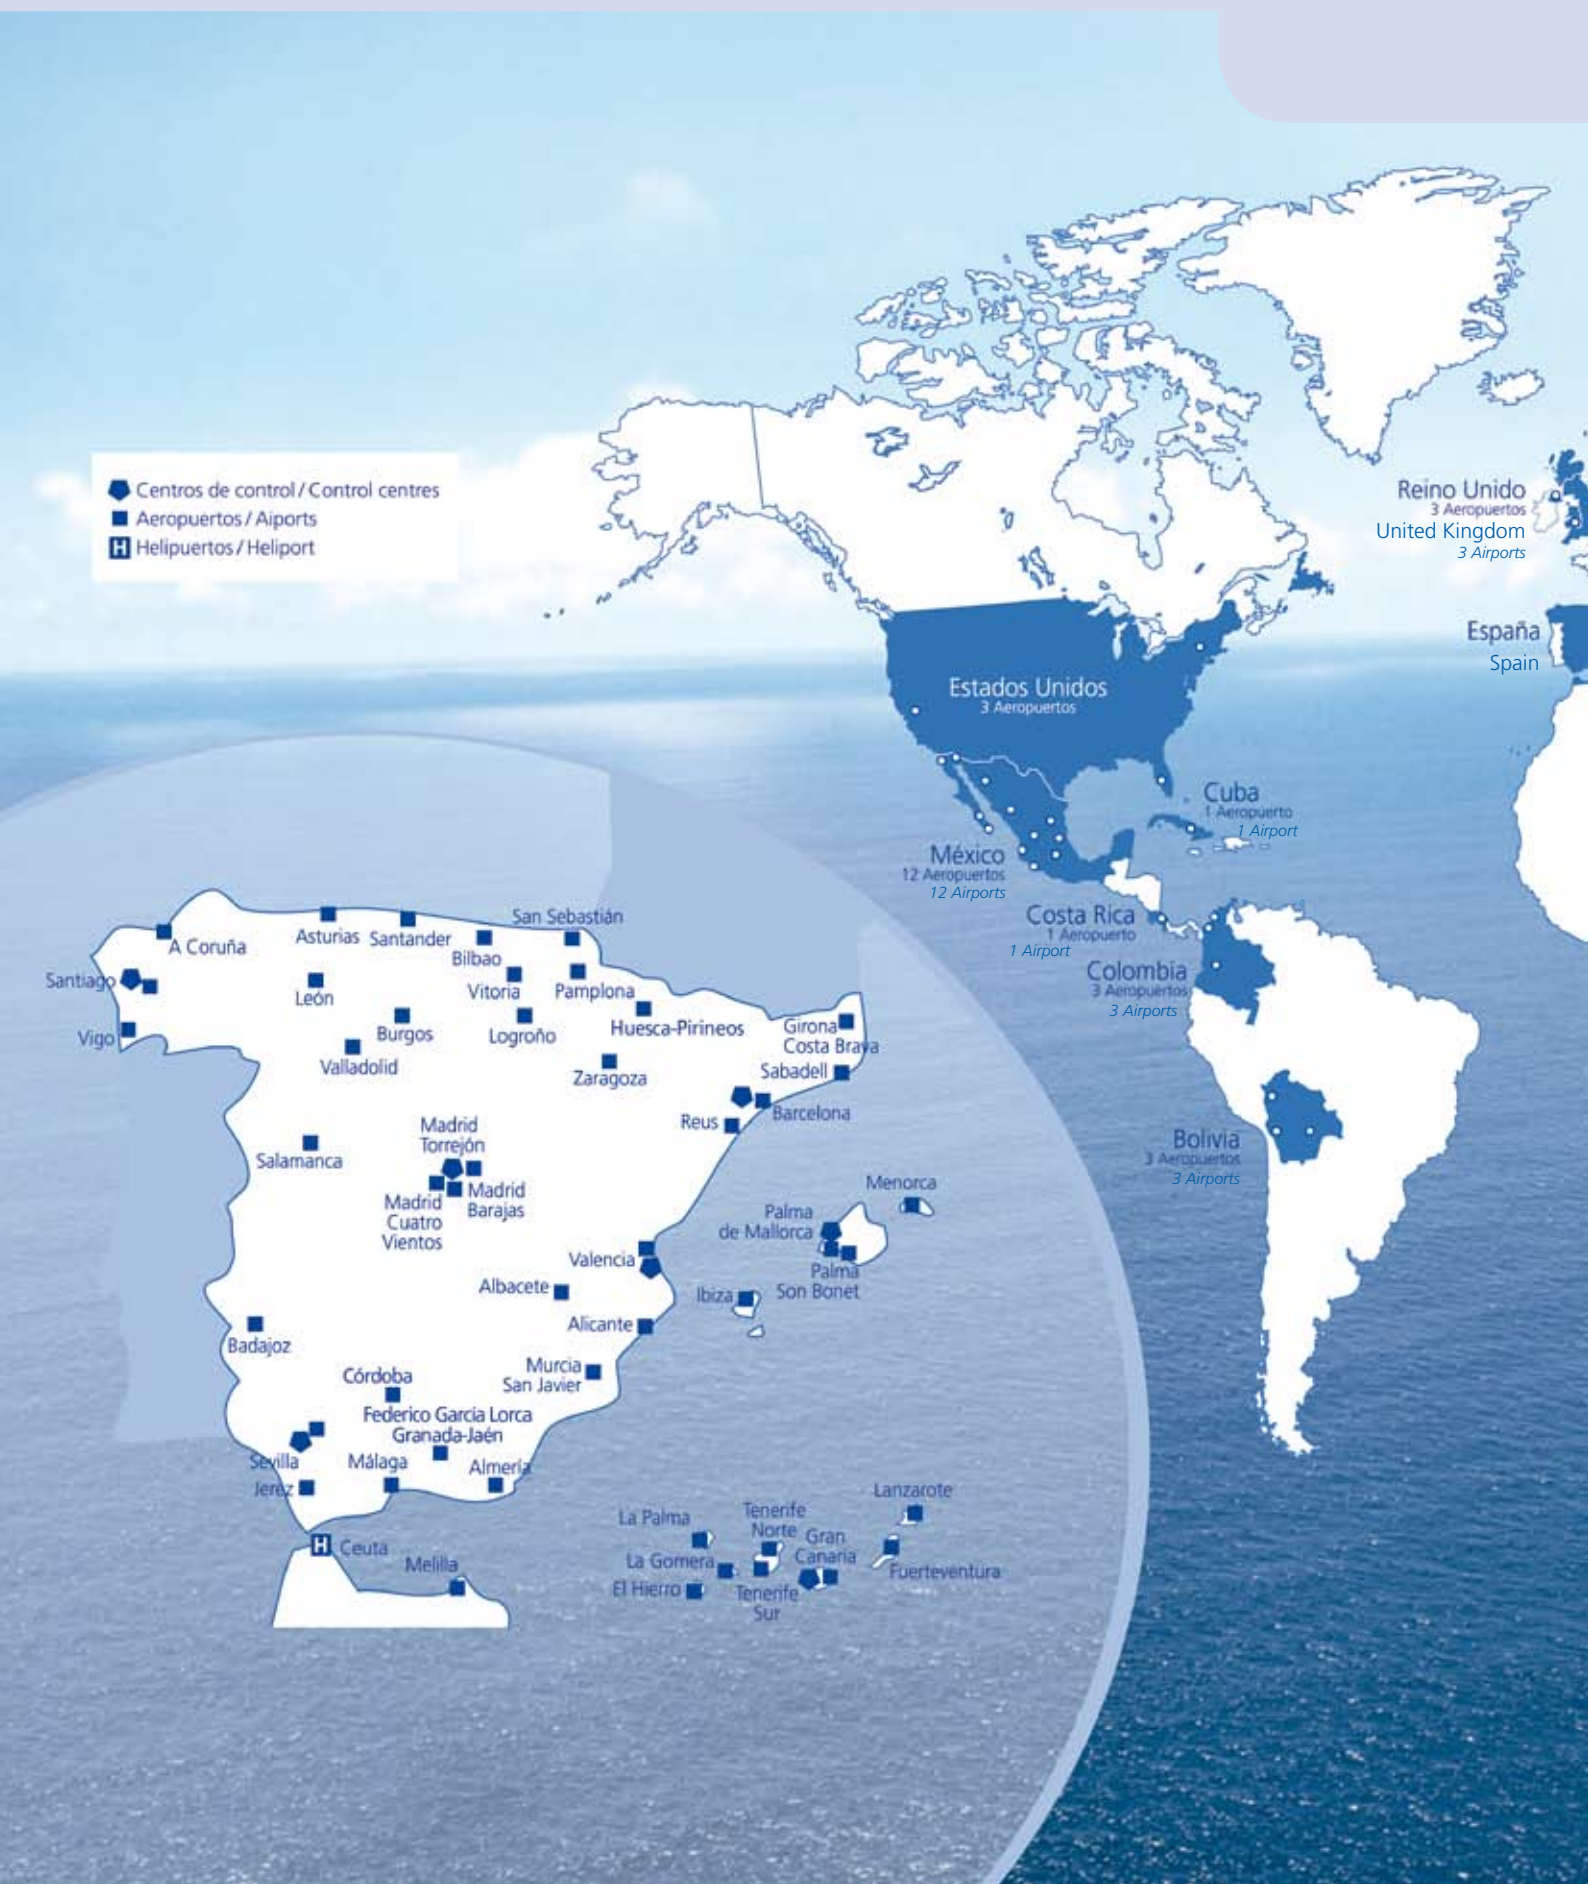 Centros de control / Control centres
Aeropuertos / Aiports
H Helipuertos / Heliport
Reino Unido
3 Aeropuertos
United Kingdom
3 Airports
España
Spain
Estados Unidos
3 Aeropuertos
Cuba
1 Aeropuerto
1 Airport
México
12 Aeropuertos
12 Airports
Costa Rica
1 Aeropuerto
1 Airport
Colombia
3 Aeropuertos
3 Airports
Bolivia
3 Aeropuertos
3 Airports
A Coruña
Asturias
Santander
San Sebastián
Bilbao
Santiago
León
Vitoria
Pamplona
Vigo
Burgos
Logroño
Huesca-Pirineos
Girona
Costa Brava
Valladolid
Zaragoza
Sabadell
Barcelona
Reus
Madrid
Torrejón
Salamanca
Madrid
Barajas
Madrid
Cuatro
Vientos
Menorca
Palma
de Mallorca
Valencia
Palma
Son Bonet
Albacete
Ibiza
Alicante
Badajoz
Murcia
San Javier
Córdoba
Federico García Lorca
Granada-Jaén
Sevilla
Málaga
Almería
Jerez
H Ceuta
Melilla
La Palma
Tenerife
Norte
Gran
Canaria
Lanzarote
La Gomera
Fuerteventura
El Hierro
Tenerife
Sur